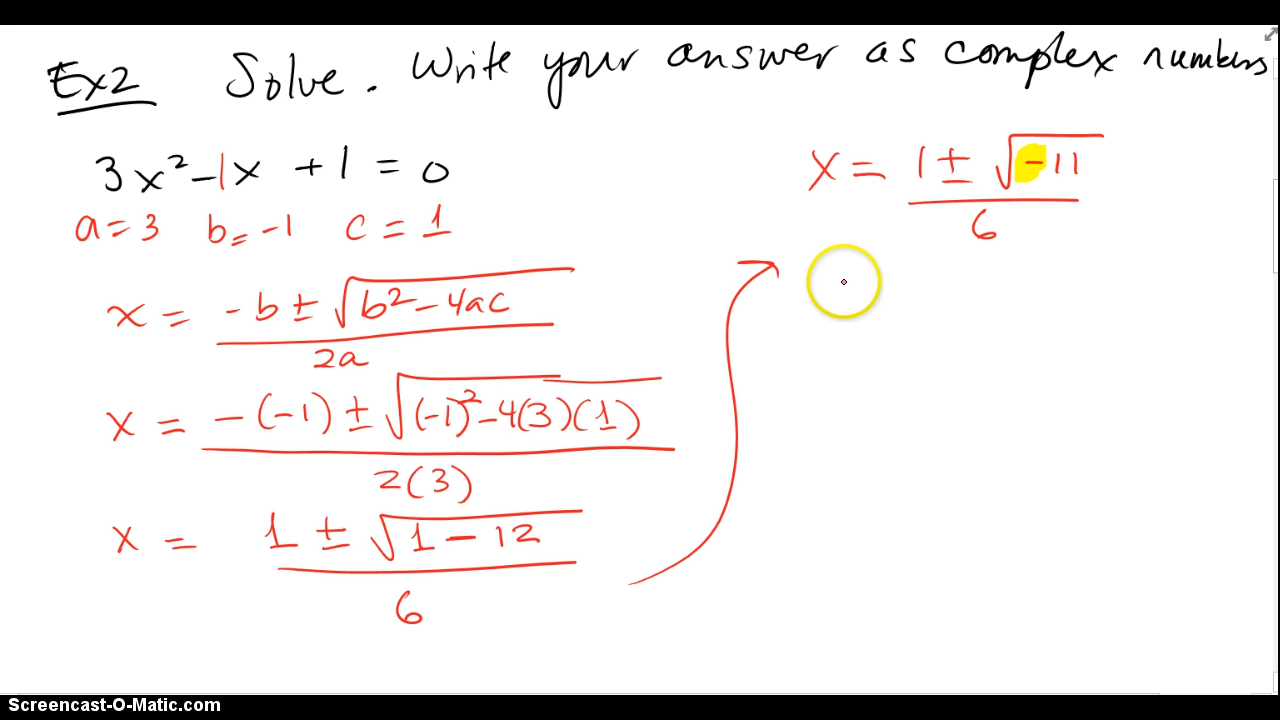 Ex2 Solve. Write your answer as complex numbers
3x² - 1x + 1 = 0
a = 3 b = -1 c = 1
x = (-b ± √(b² - 4ac)) / 2a
x = (-(-1) ± √((-1)² - 4(3)(1))) / 2(3)
x = (1 ± √(1 - 12)) / 6
x = (1 ± √(-11)) / 6
Screencast-O-Matic.com